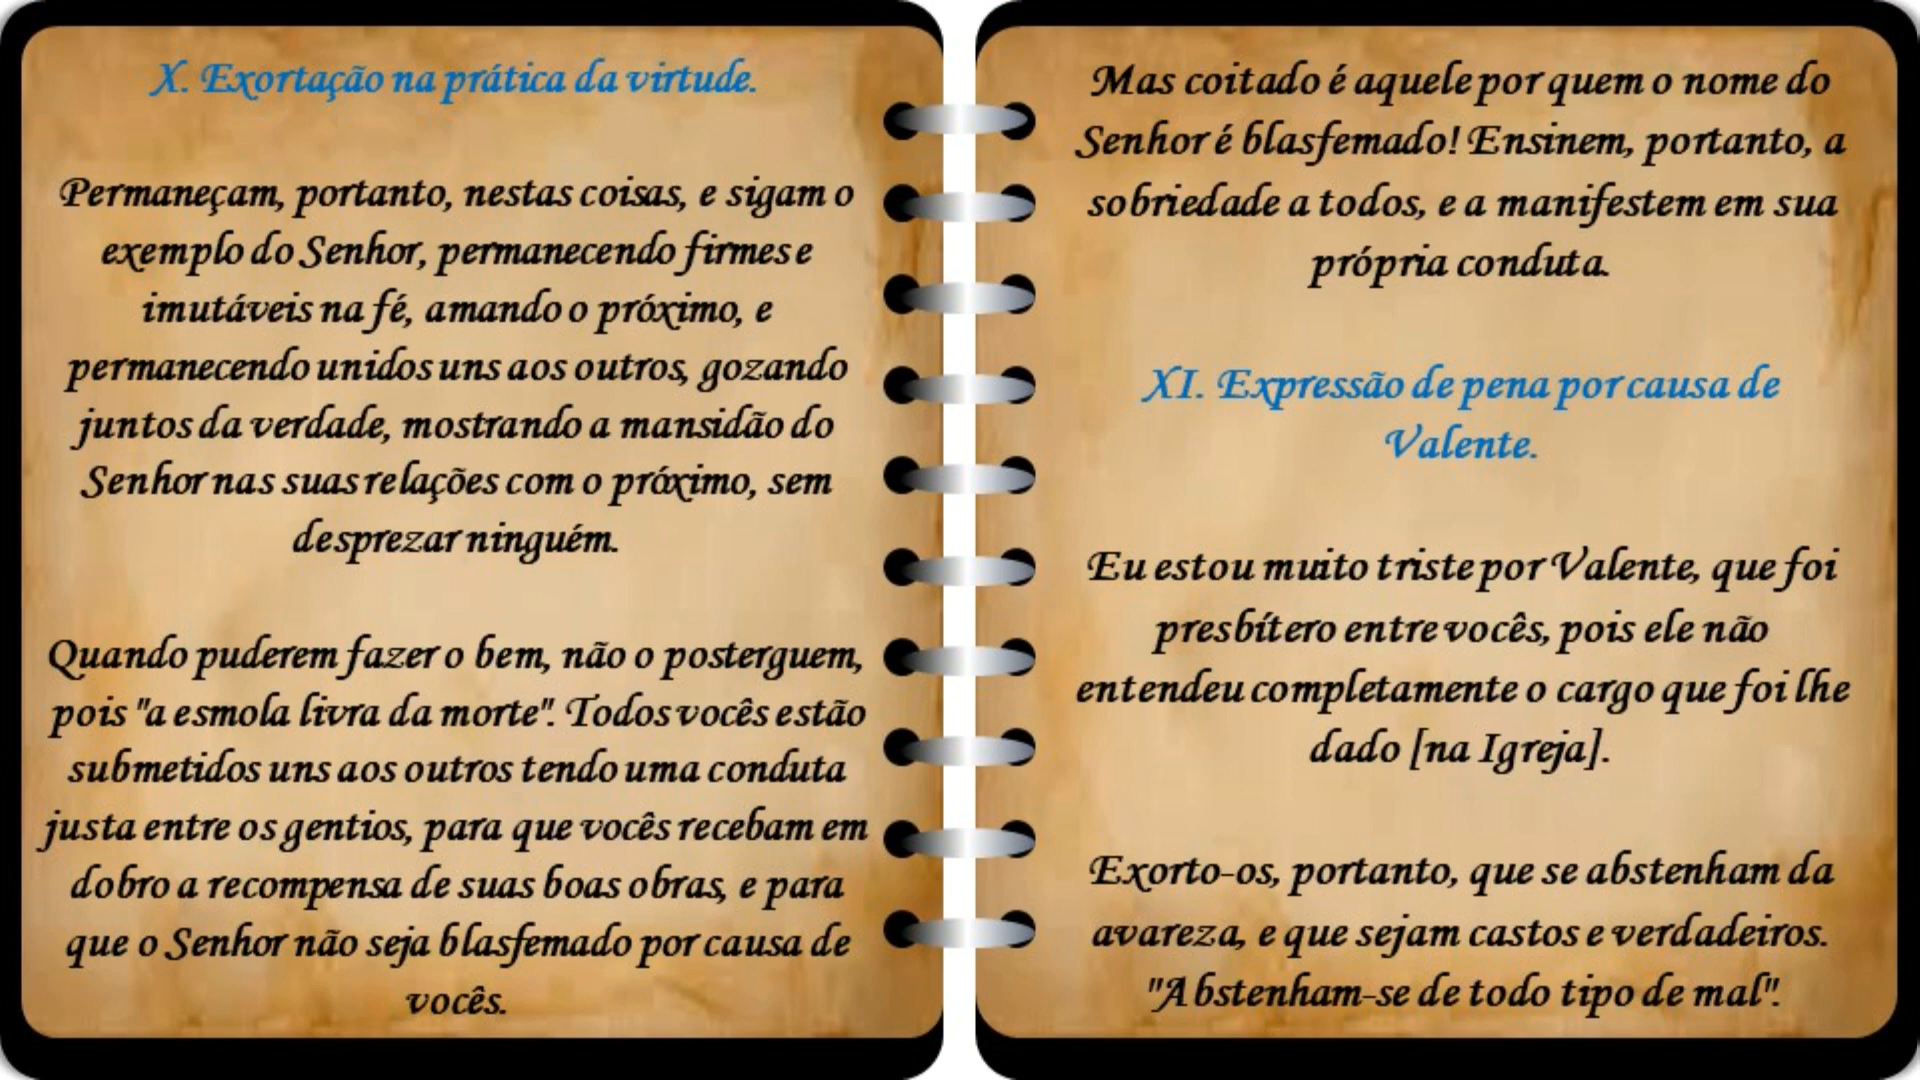 X. Exortação na prática da virtude.
Permaneçam, portanto, nestas coisas, e sigam o
exemplo do Senhor, permanecendo firmes e
imutáveis na fé, amando o próximo, e
permanecendo unidos uns aos outros, gozando
juntos da verdade, mostrando a mansidão do
Senhor nas suas relações com o próximo, sem
desprezar ninguém.
Quando puderem fazer o bem, não o posterguem,
pois "a esmola livra da morte". Todos vocês estão
submetidos uns aos outros tendo uma conduta
justa entre os gentios, para que vocês recebam em
dobro a recompensa de suas boas obras, e para
que o Senhor não seja blasfemado por causa de
vocês.
Mas coitado é aquele por quem o nome do
Senhor é blasfemado! Ensinem, portanto, a
sobriedade a todos, e a manifestem em sua
própria conduta.
XI. Expressão de pena por causa de
Valente.
Eu estou muito triste por Valente, que foi
presbítero entre vocês, pois ele não
entendeu completamente o cargo que foi lhe
dado [na Igreja].
Exorto-os, portanto, que se abstenham da
avareza, e que sejam castos e verdadeiros.
"Abstenham-se de todo tipo de mal".